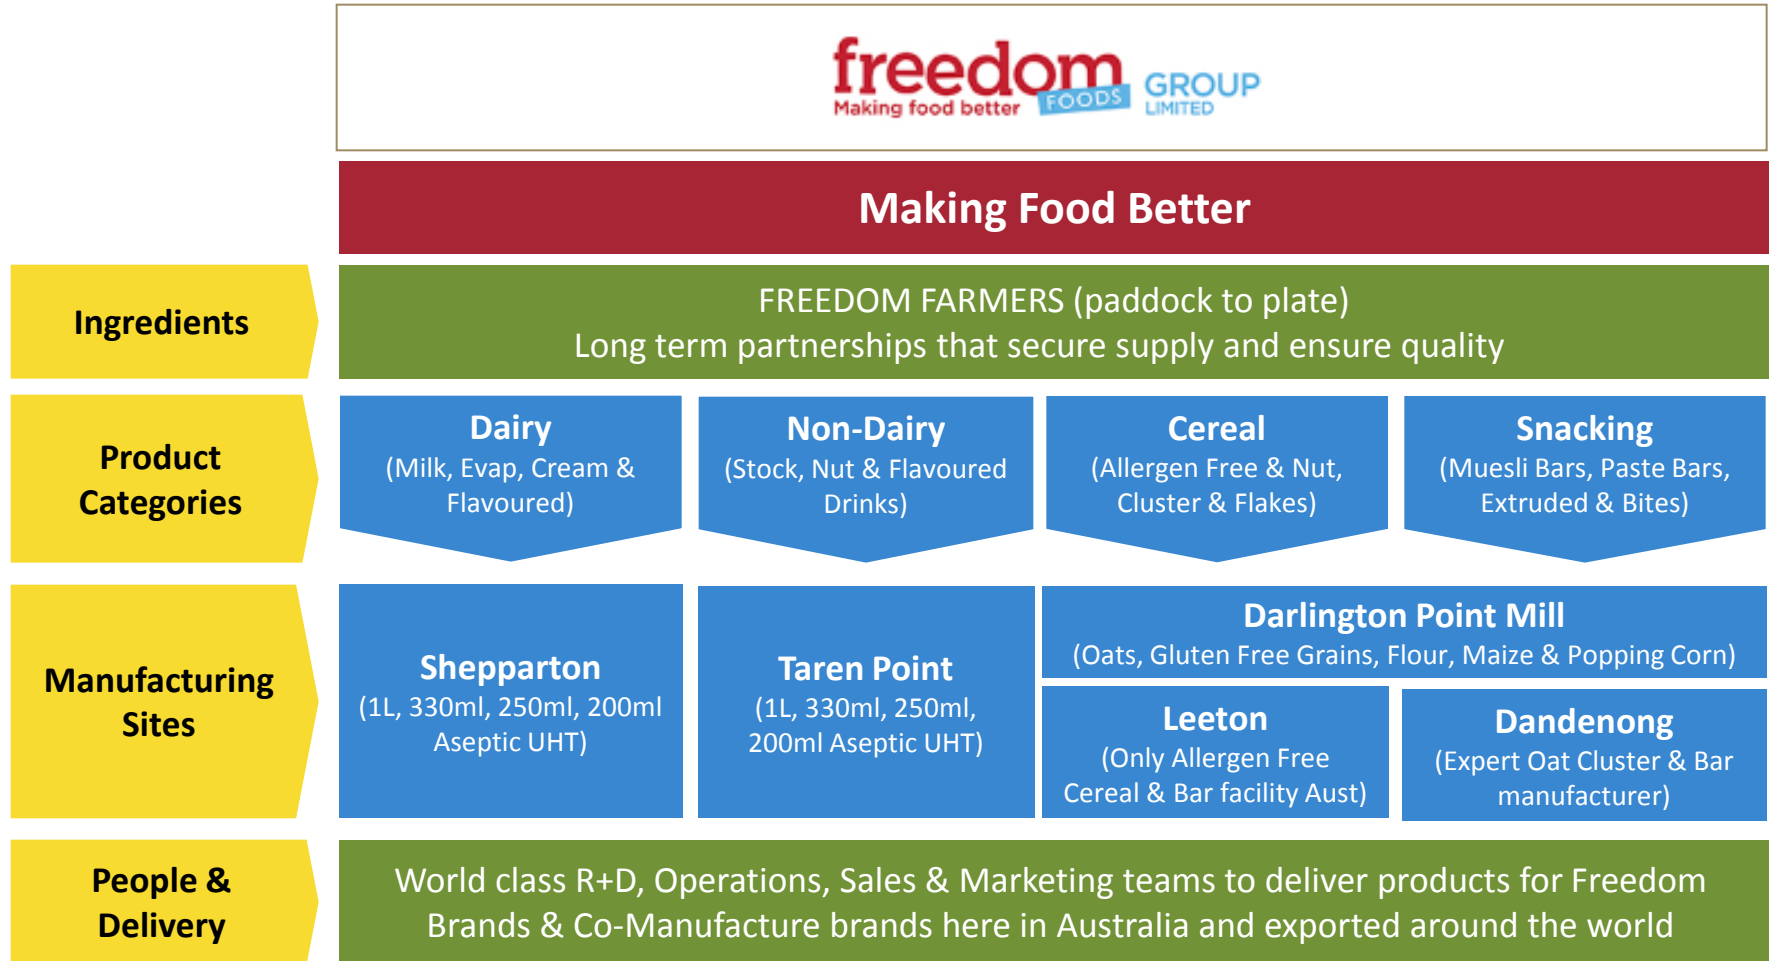 freedom
FOODS
GROUP
LIMITED
Making food better
Making Food Better
Ingredients
FREEDOM FARMERS (paddock to plate)
Long term partnerships that secure supply and ensure quality
Product
Categories
Dairy
(Milk, Evap, Cream &
Flavoured)
Non-Dairy
(Stock, Nut & Flavoured
Drinks)
Cereal
(Allergen Free & Nut,
Cluster & Flakes)
Snacking
(Muesli Bars, Paste Bars,
Extruded & Bites)
Manufacturing
Sites
Shepparton
(1L, 330ml, 250ml, 200ml
Aseptic UHT)
Taren Point
(1L, 330ml, 250ml,
200ml Aseptic UHT)
Darlington Point Mill
(Oats, Gluten Free Grains, Flour, Maize & Popping Corn)
Leeton
(Only Allergen Free
Cereal & Bar facility Aust)
Dandenong
(Expert Oat Cluster & Bar
manufacturer)
People &
Delivery
World class R+D, Operations, Sales & Marketing teams to deliver products for Freedom
Brands & Co-Manufacture brands here in Australia and exported around the world